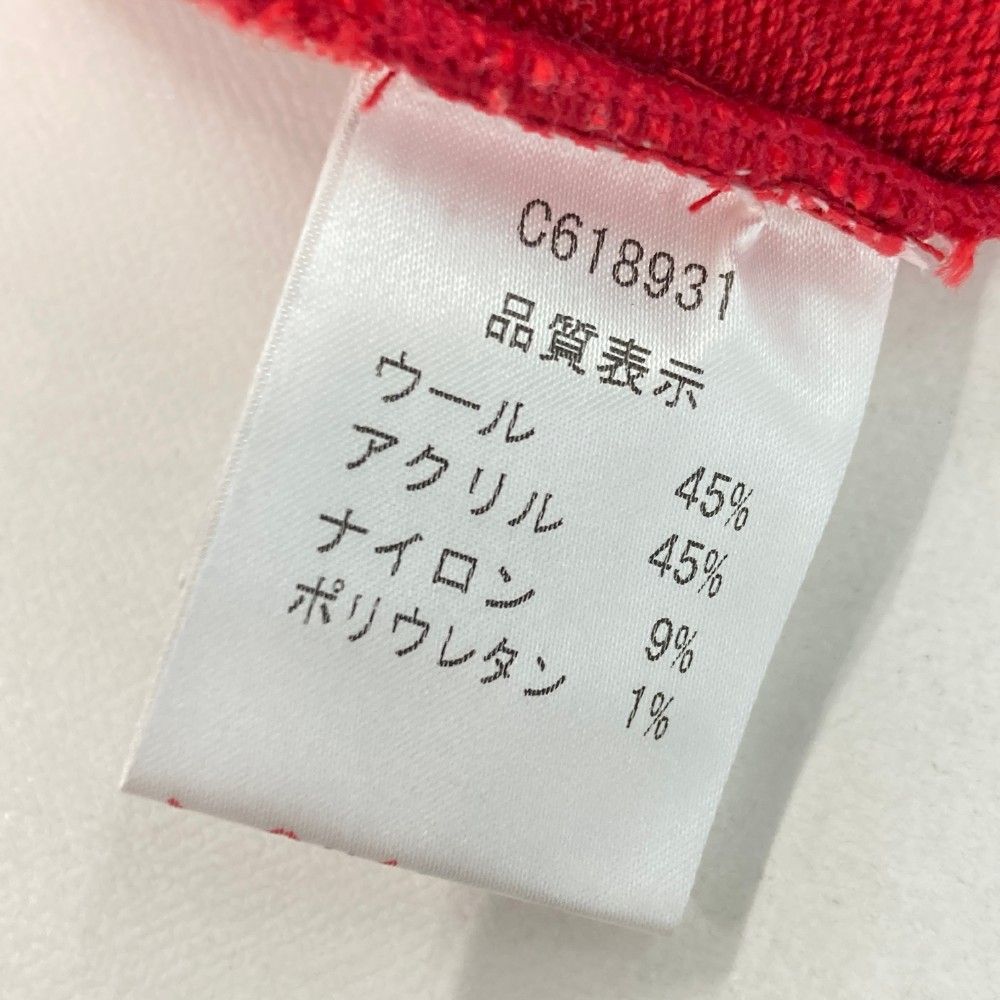 C618931
品質表示
ウール 45%
アクリル 45%
ナイロン 9%
ポリウレタン 1%